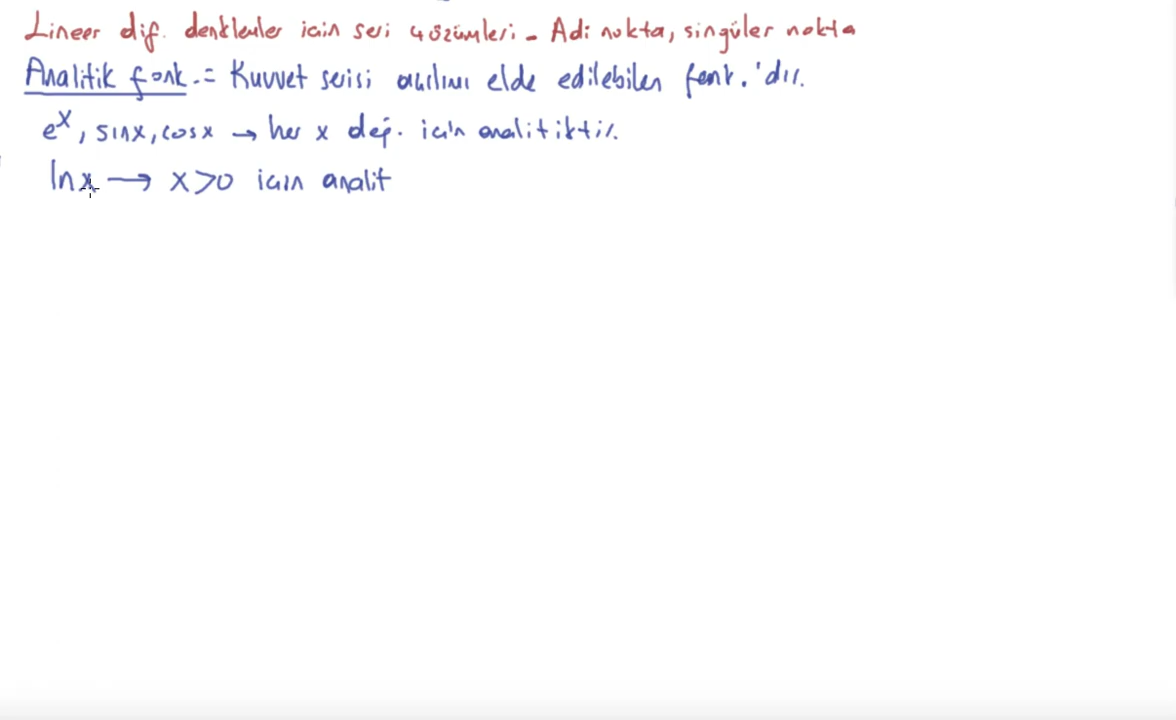 Lineer dif. denklemler için seri çözümleri - Adi nokta, singüler nokta
Analitik fonk.= Kuvvet serisi açılımı elde edilebilen fonk.'dır.
e^x, sinx, cosx → her x değ. için analitiktir.
lnx → x>0 için analit